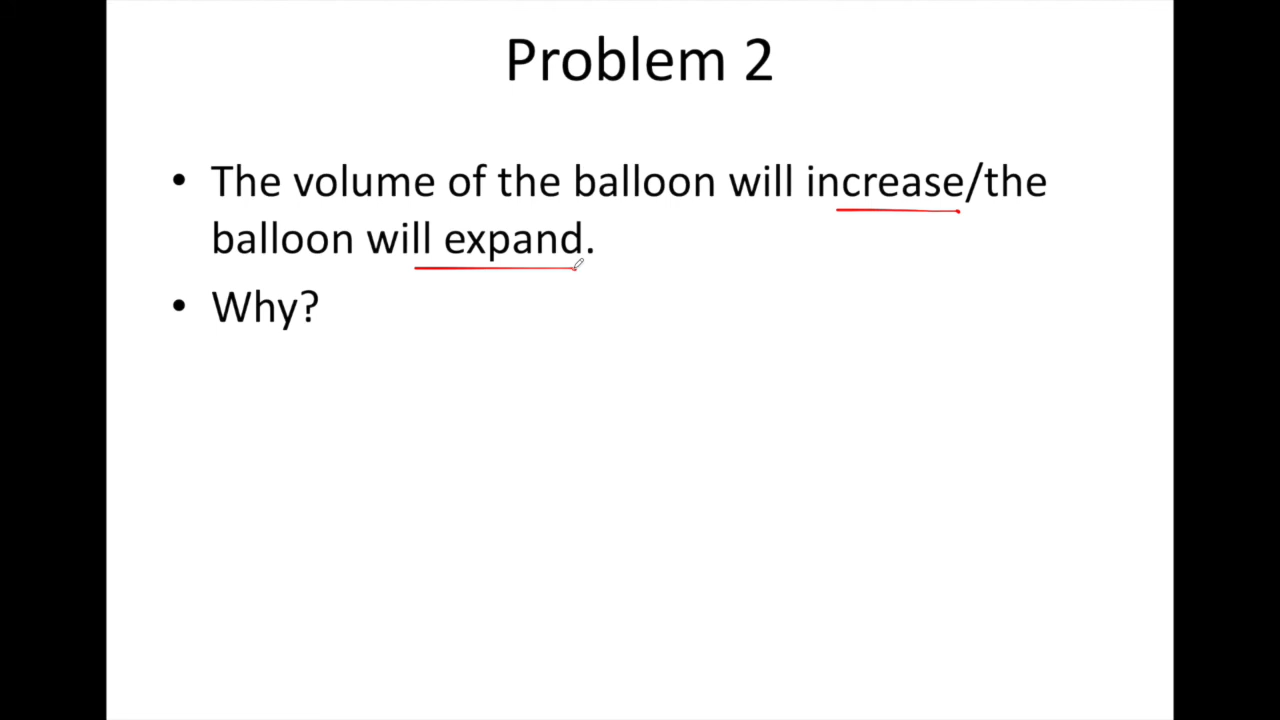 Problem 2
• The volume of the balloon will increase/the
balloon will expand.
• Why?